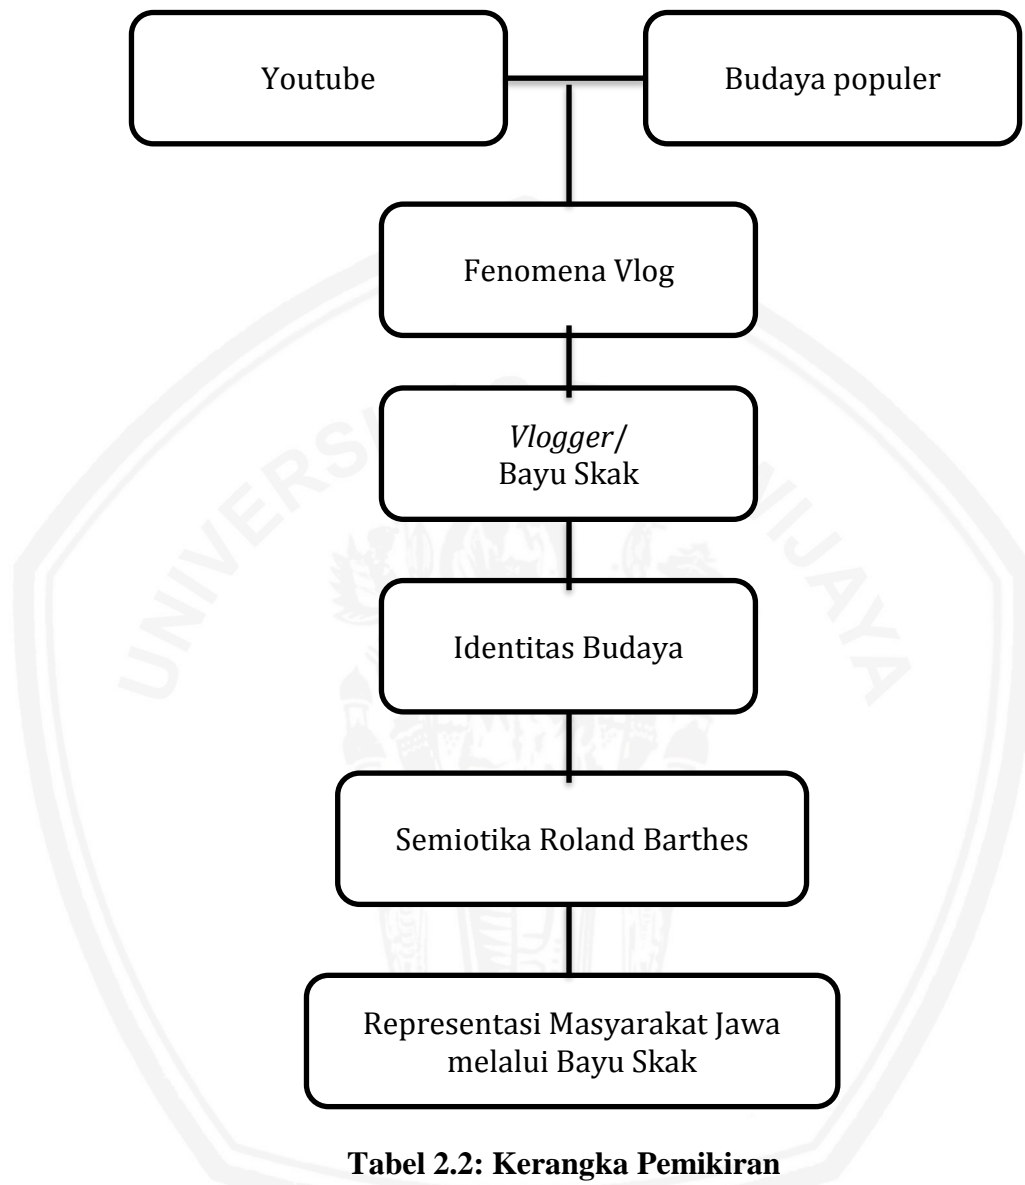 Youtube
Budaya populer
Fenomena Vlog
Vlogger/
Bayu Skak
Identitas Budaya
Semiotika Roland Barthes
Representasi Masyarakat Jawa
melalui Bayu Skak
Tabel 2.2: Kerangka Pemikiran